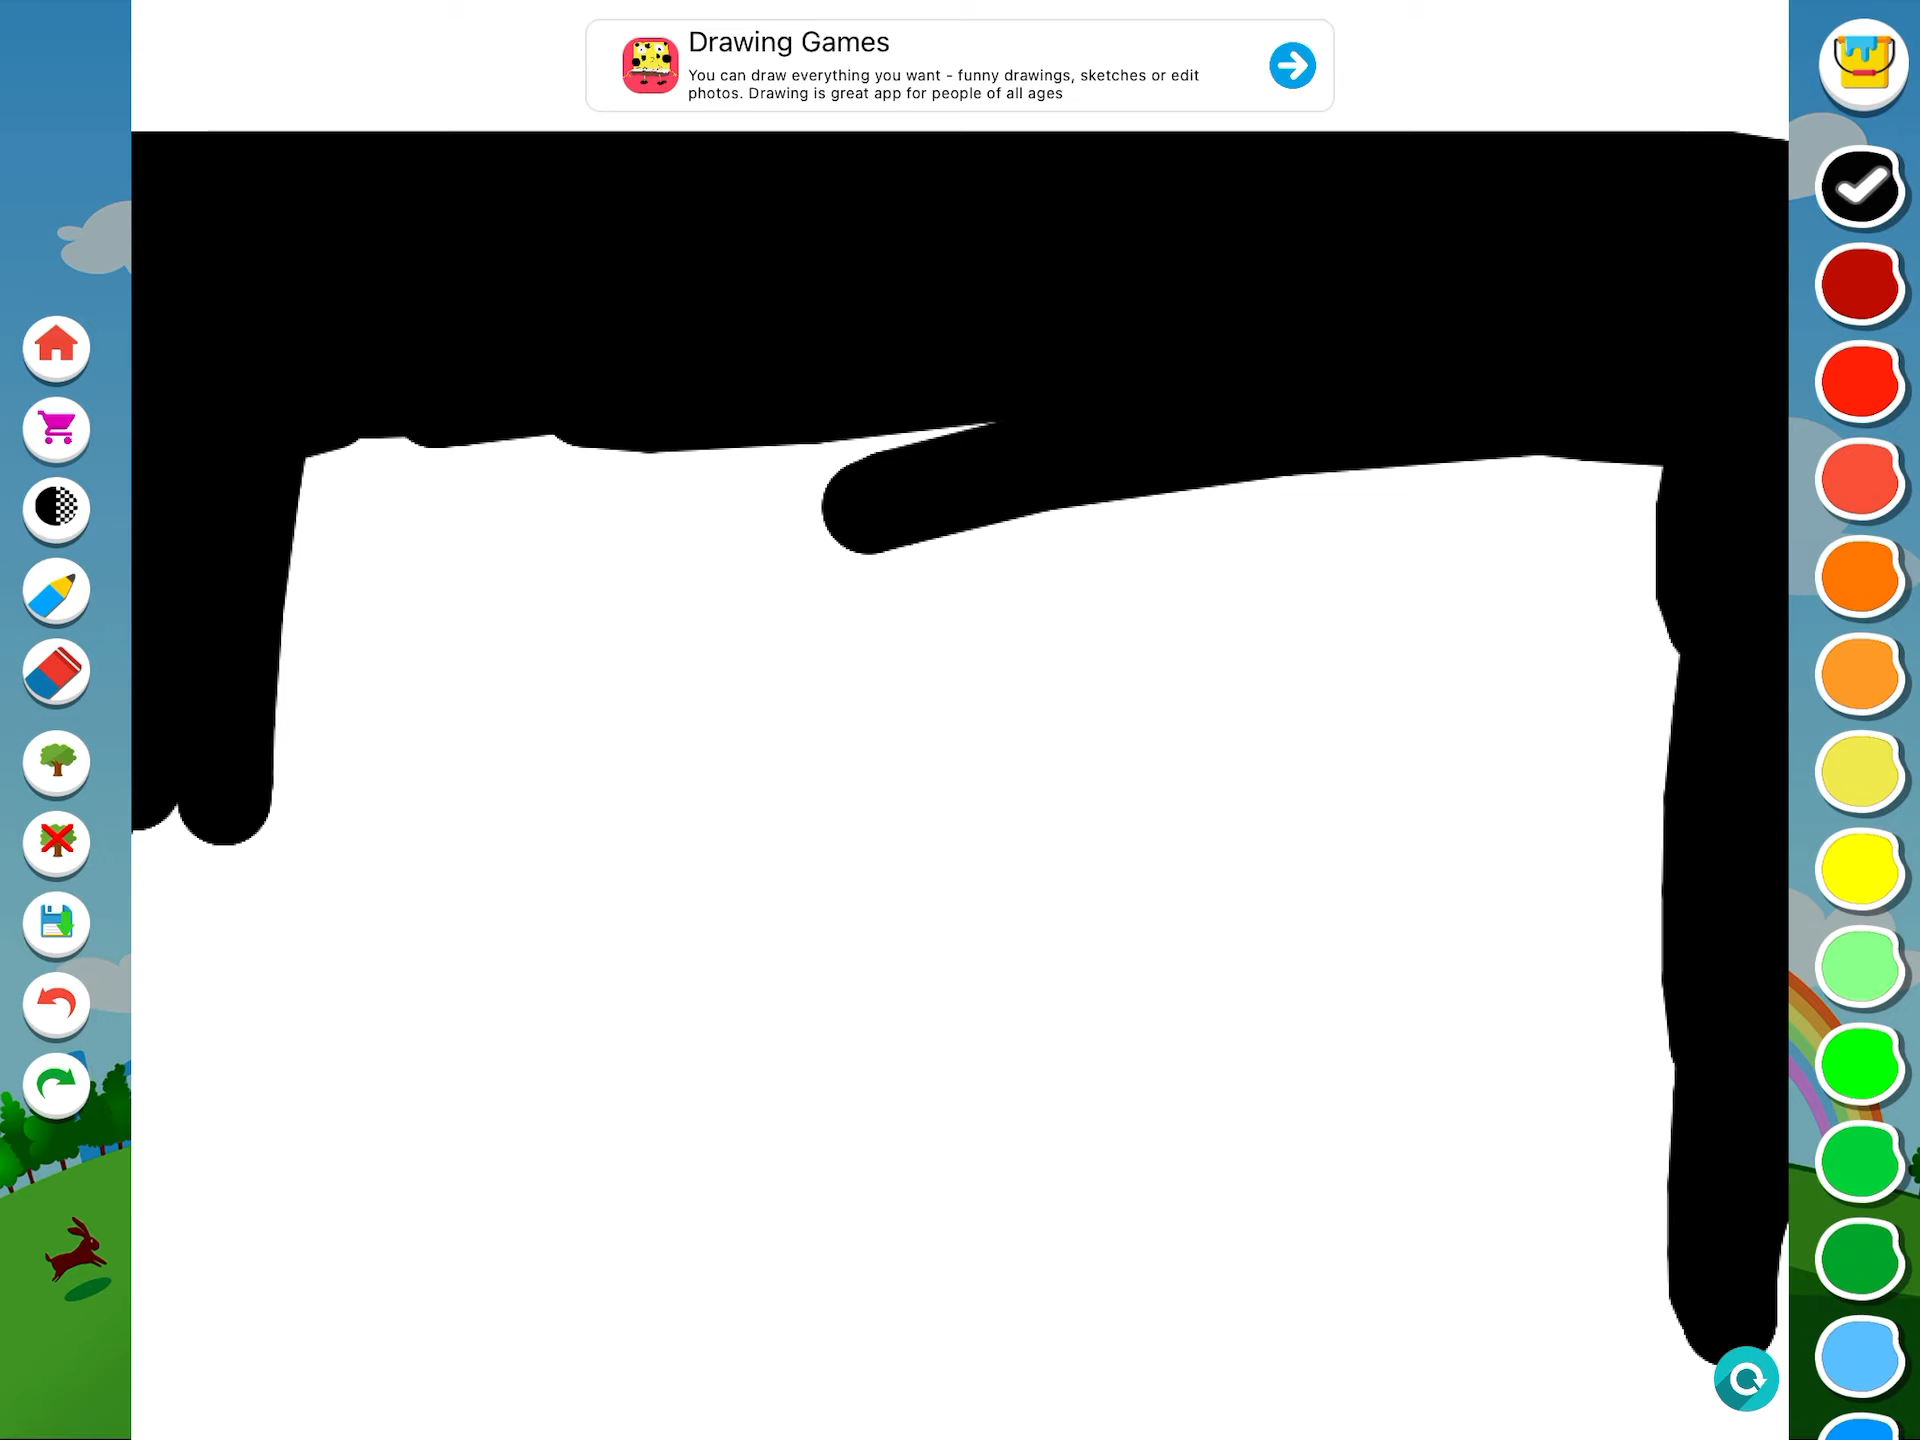 Drawing Games
You can draw everything you want - funny drawings, sketches or edit
photos. Drawing is great app for people of all ages